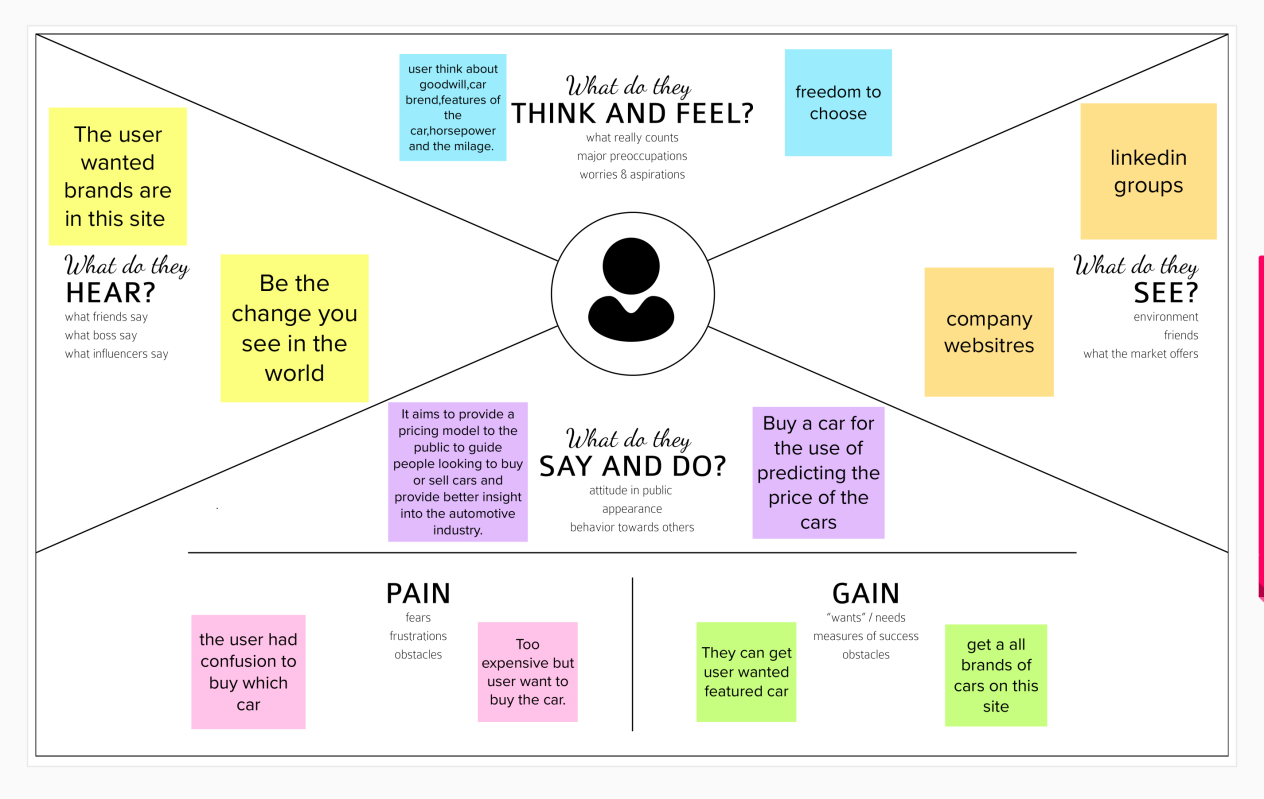 user think about
goodwill,car
brend,features of
the
car,horsepower
and the milage.
What do they
THINK AND FEEL?
what really counts
major preoccupations
worries & aspirations
freedom to
choose
The user
wanted
brands are
in this site
What do they
HEAR?
what friends say
what boss say
what influencers say
Be the
change you
see in the
world
linkedin
groups
What do they
SEE?
environment
friends
what the market offers
company
websitres
It aims to provide a
pricing model to the
public to guide
people looking to buy
or sell cars and
provide better insight
into the automotive
industry.
What do they
SAY AND DO?
attitude in public
appearance
behavior towards others
Buy a car for
the use of
predicting the
price of the
cars
PAIN
fears
frustrations
obstacles
the user had
confusion to
buy which
car
Too
expensive but
user want to
buy the car.
GAIN
“wants” / needs
measures of success
obstacles
They can get
user wanted
featured car
get a all
brands of
cars on this
site